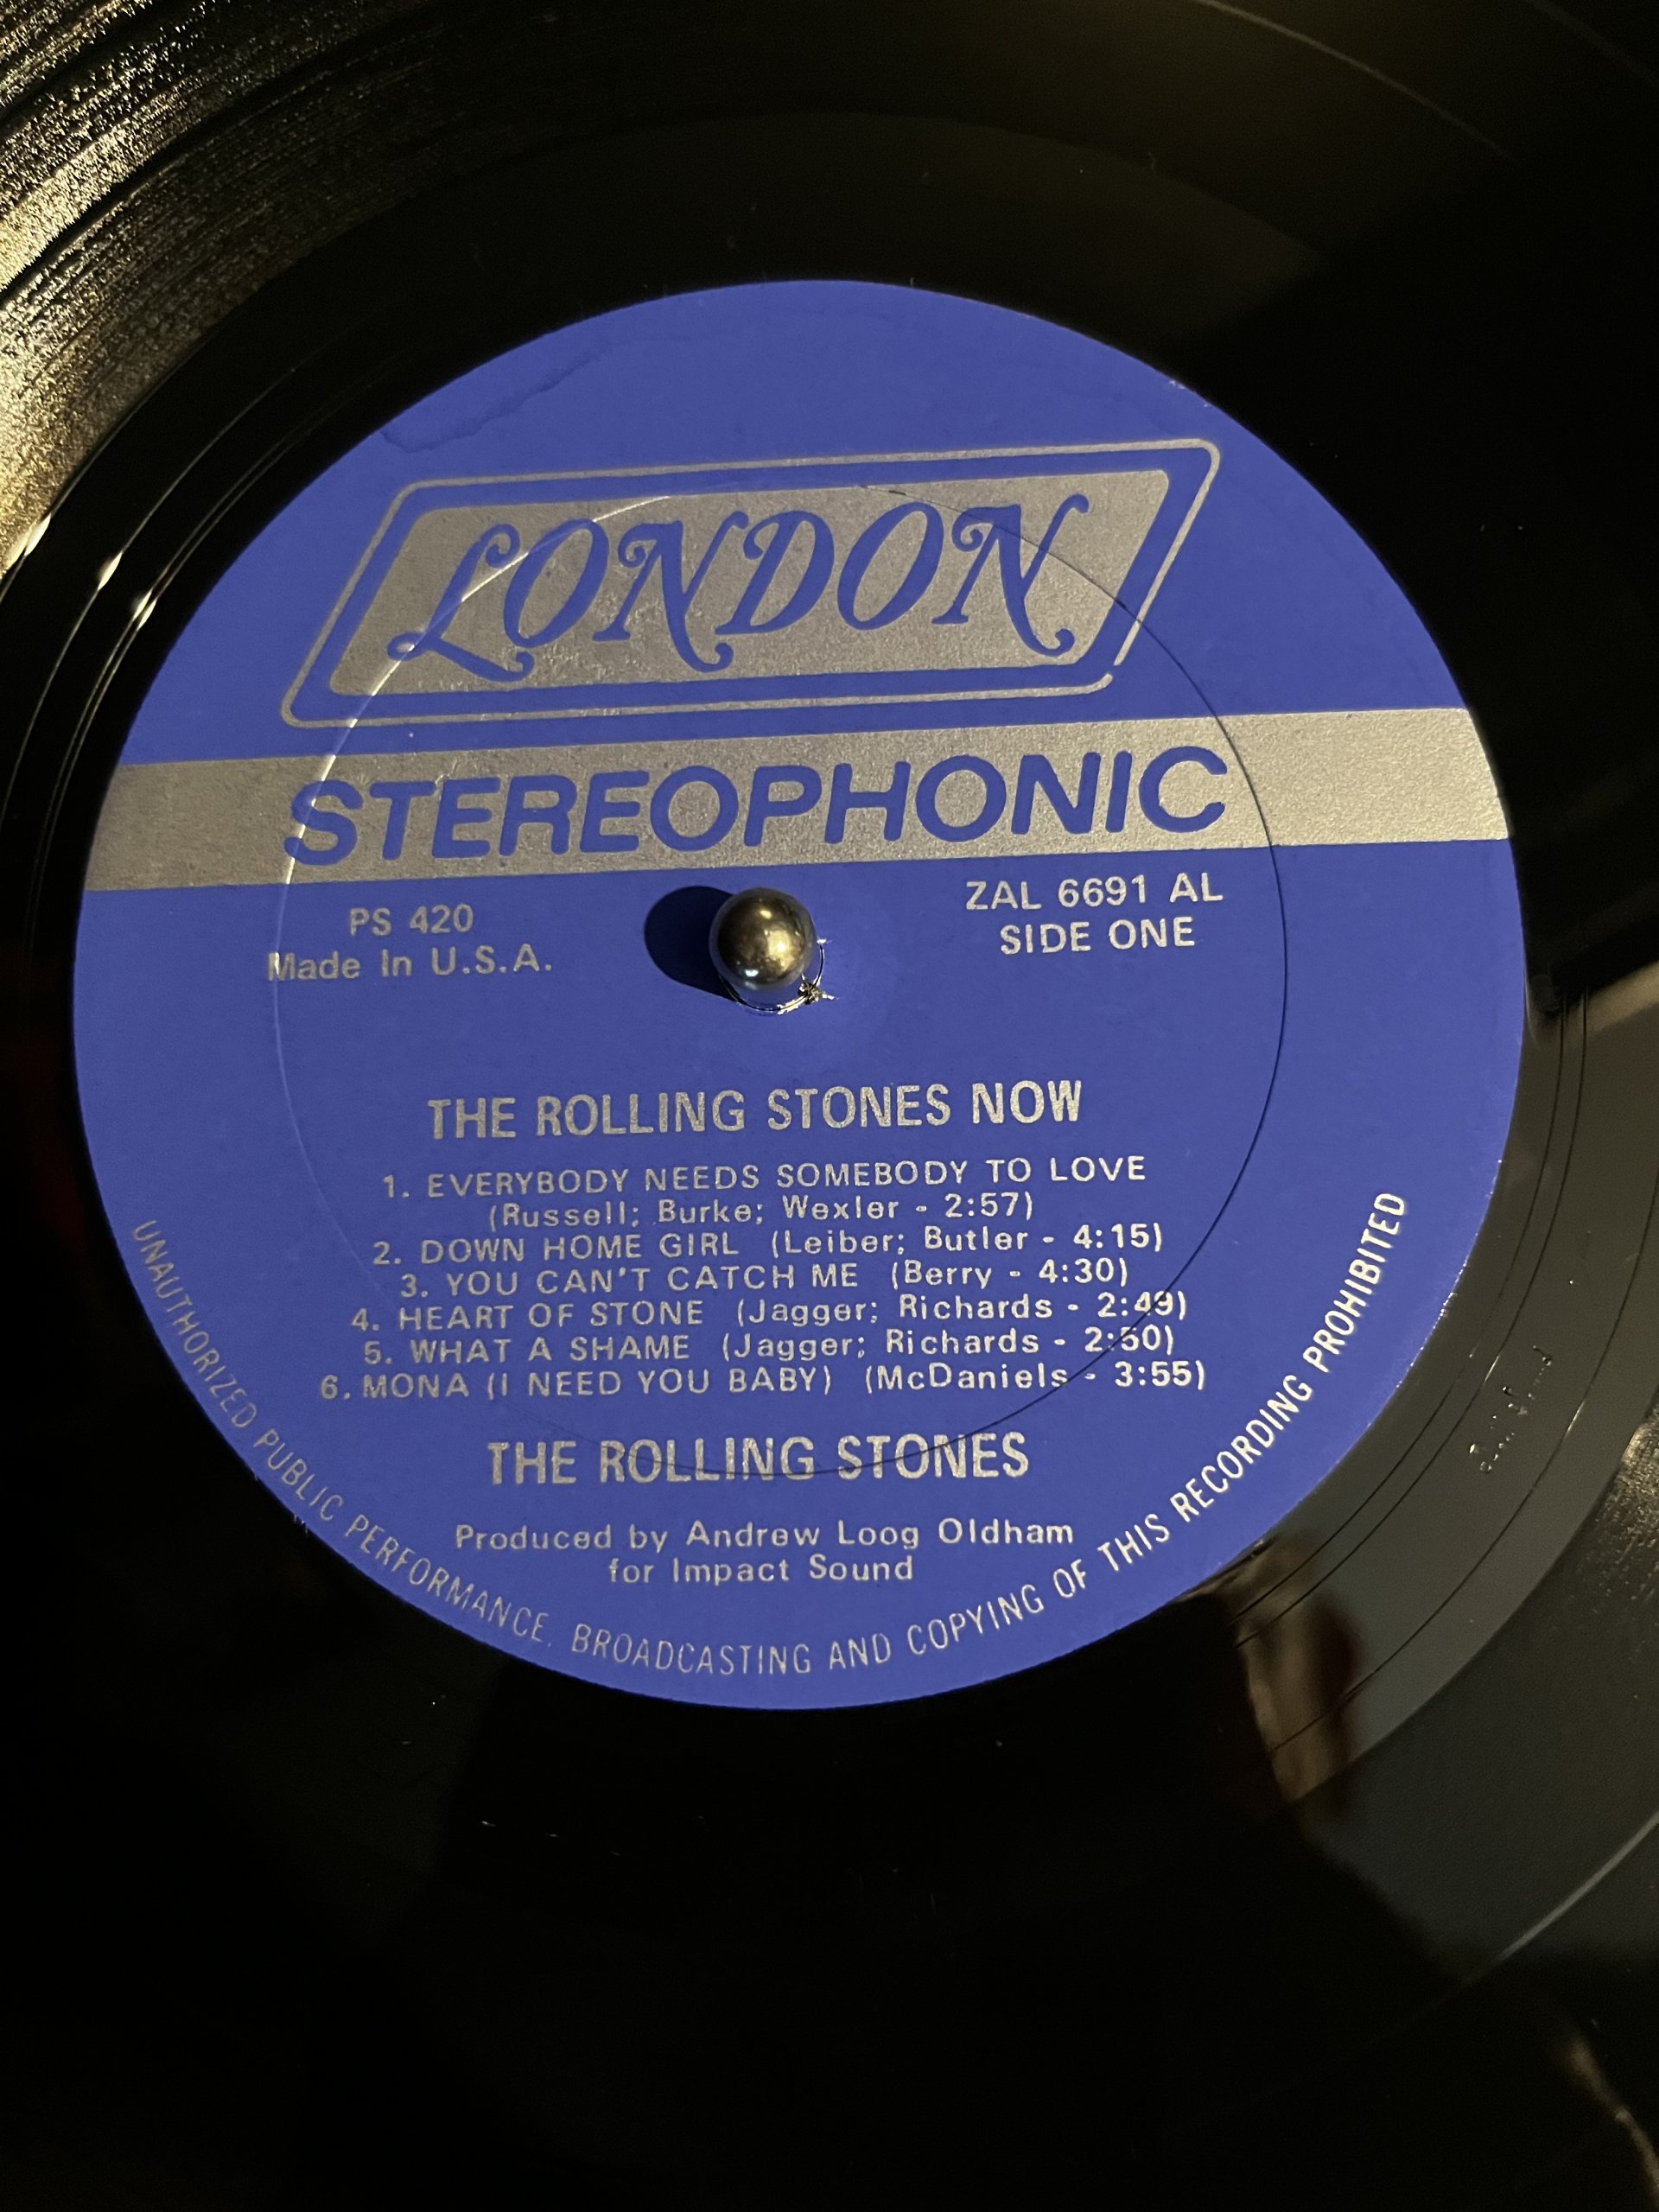 LONDON
STEREOPHONIC
PS 420
Made In U.S.A.
ZAL 6691 AL
SIDE ONE
THE ROLLING STONES NOW
1. EVERYBODY NEEDS SOMEBODY TO LOVE
(Russell; Burke; Wexler - 2:57)
2. DOWN HOME GIRL (Leiber; Butler - 4:15)
3. YOU CAN'T CATCH ME (Berry - 4:30)
4. HEART OF STONE (Jagger; Richards - 2:49)
5. WHAT A SHAME (Jagger; Richards - 2:50)
6. MONA (I NEED YOU BABY) (McDaniels - 3:55)
THE ROLLING STONES
Produced by Andrew Loog Oldham
for Impact Sound
UNAUTHORIZED PUBLIC PERFORMANCE, BROADCASTING AND COPYING OF THIS RECORDING PROHIBITED